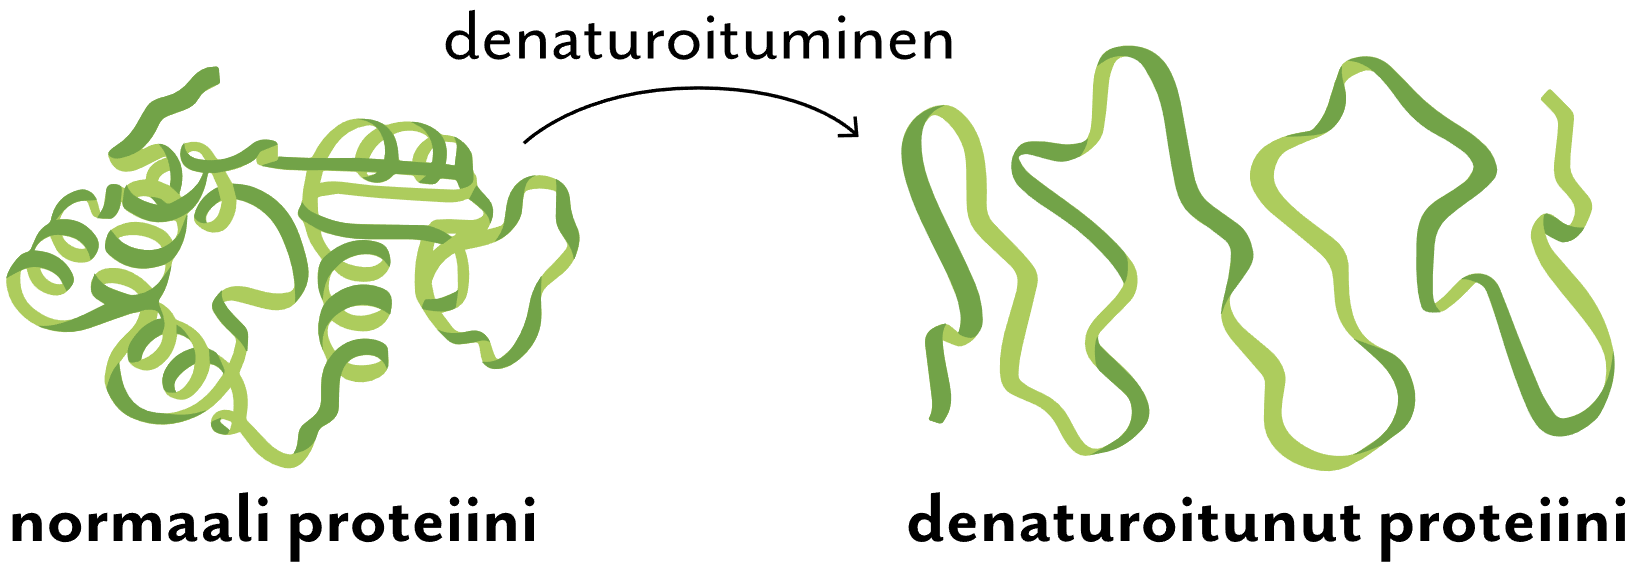 denaturoituminen
normaali proteiini
denaturoitunut proteiini